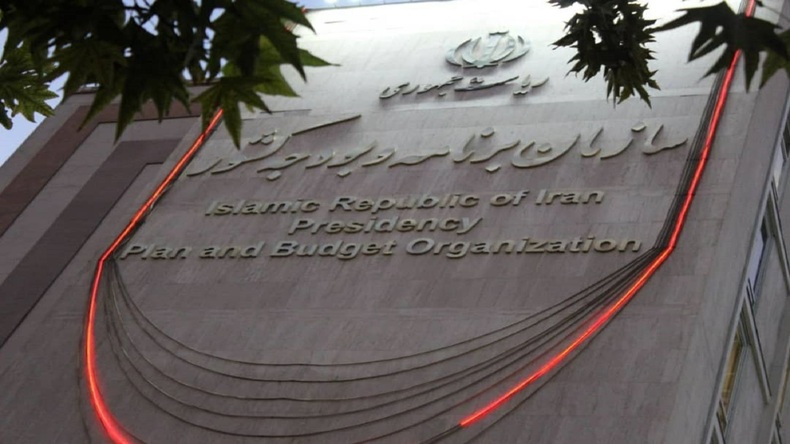 ریاست جمهوری
سازمان برنامه و بودجه کشور
Islamic Republic of Iran
Presidency
Plan and Budget Organization